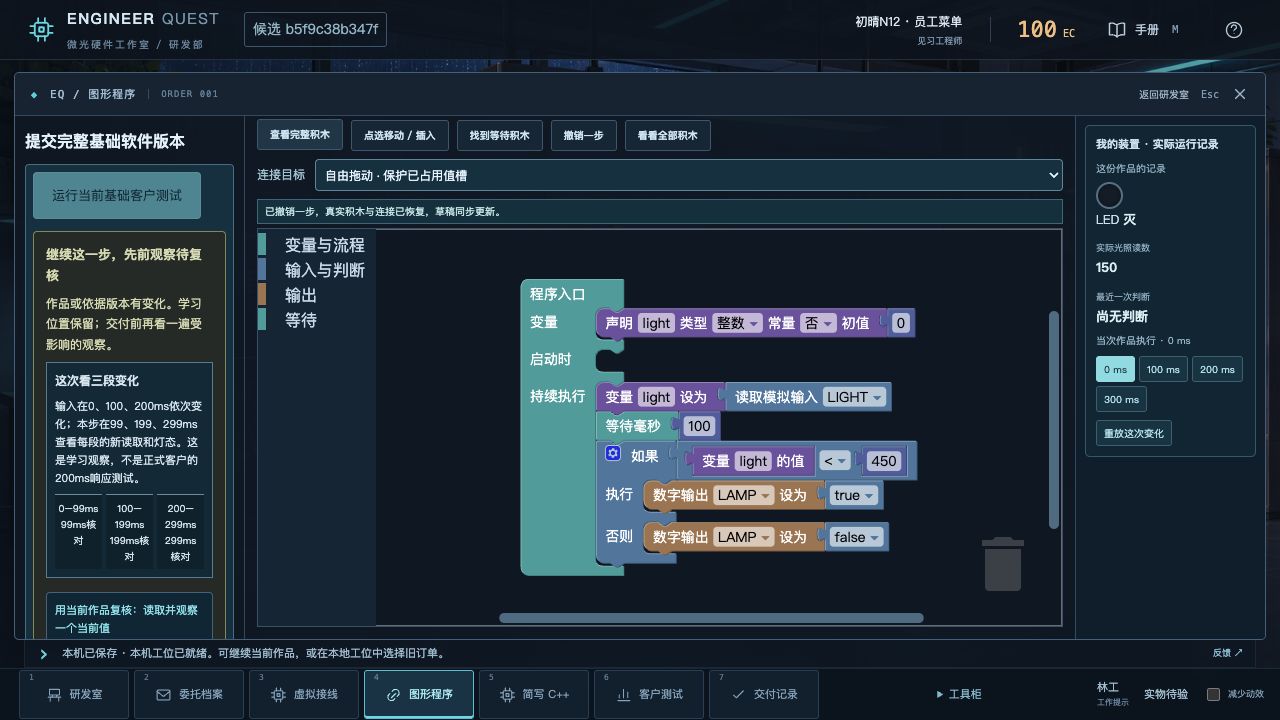 ENGINEER QUEST
微光硬件工作室 / 研发部
候选 b5f9c38b347f
初晴N12 · 员工菜单
见习工程师
100 EC
手册 M
EQ / 图形程序
ORDER 001
返回研发室 Esc
提交完整基础软件版本
运行当前基础客户测试
继续这一步，先前观察待复
核
作品或依据版本有变化。学习
位置保留；交付前再看一遍受
影响的观察。
这次看三段变化
输入在0、100、200ms依次变
化；本步在99、199、299ms
查看每段的新读取和灯态。这
是学习观察，不是正式客户的
200ms响应测试。
0—99ms
99ms核
对
100—
199ms
199ms核
对
200—
299ms
299ms
核对
用当前作品复核：读取并观察
一个当前值
查看完整积木
点选移动 / 插入
找到等待积木
撤销一步
看看全部积木
连接目标
自由拖动 · 保护已占用值槽
已撤销一步，真实积木与连接已恢复，草稿同步更新。
变量与流程
输入与判断
输出
等待
程序入口
变量
声明 light 类型 整数 常量 否 初值 0
启动时
持续执行
变量 light 设为 读取模拟输入 LIGHT
等待毫秒 100
如果 变量 light 的值 < 450
执行 数字输出 LAMP 设为 true
否则 数字输出 LAMP 设为 false
我的装置 · 实际运行记录
这份作品的记录
LED 灭
实际光照读数
150
最近一次判断
尚无判断
当次作品执行 · 0 ms
0 ms
100 ms
200 ms
300 ms
重放这次变化
本机已保存 · 本机工位已就绪。可继续当前作品，或在本地工位中选择旧订单。
反馈 ↗
1 研发室
2 委托档案
3 虚拟接线
4 图形程序
5 简写 C++
6 客户测试
7 交付记录
工具柜
林工
工作提示
实物待验
减少动效